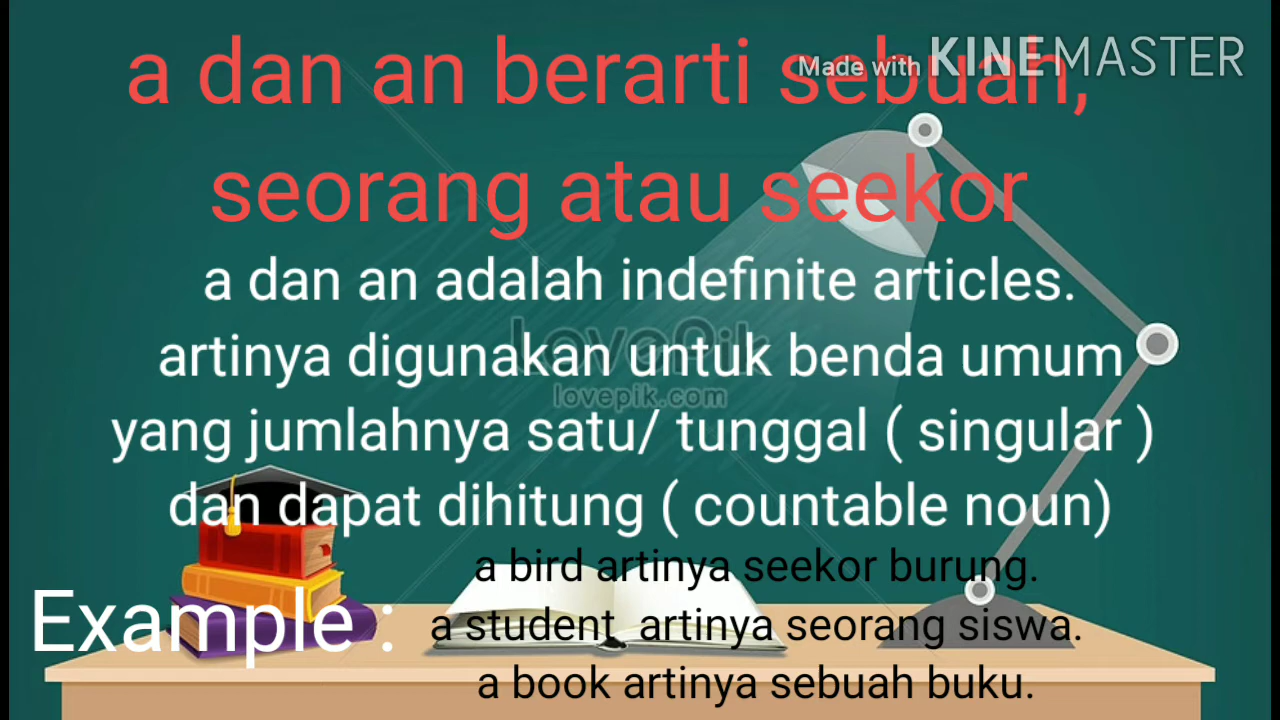 Made with KINEMASTER
a dan an berarti sebuah,
seorang atau seekor
a dan an adalah indefinite articles.
LovePik
artinya digunakan untuk benda umum
lovepik.com
yang jumlahnya satu/ tunggal ( singular )
dan dapat dihitung ( countable noun)
a bird artinya seekor burung.
Example :
a student artinya seorang siswa.
a book artinya sebuah buku.